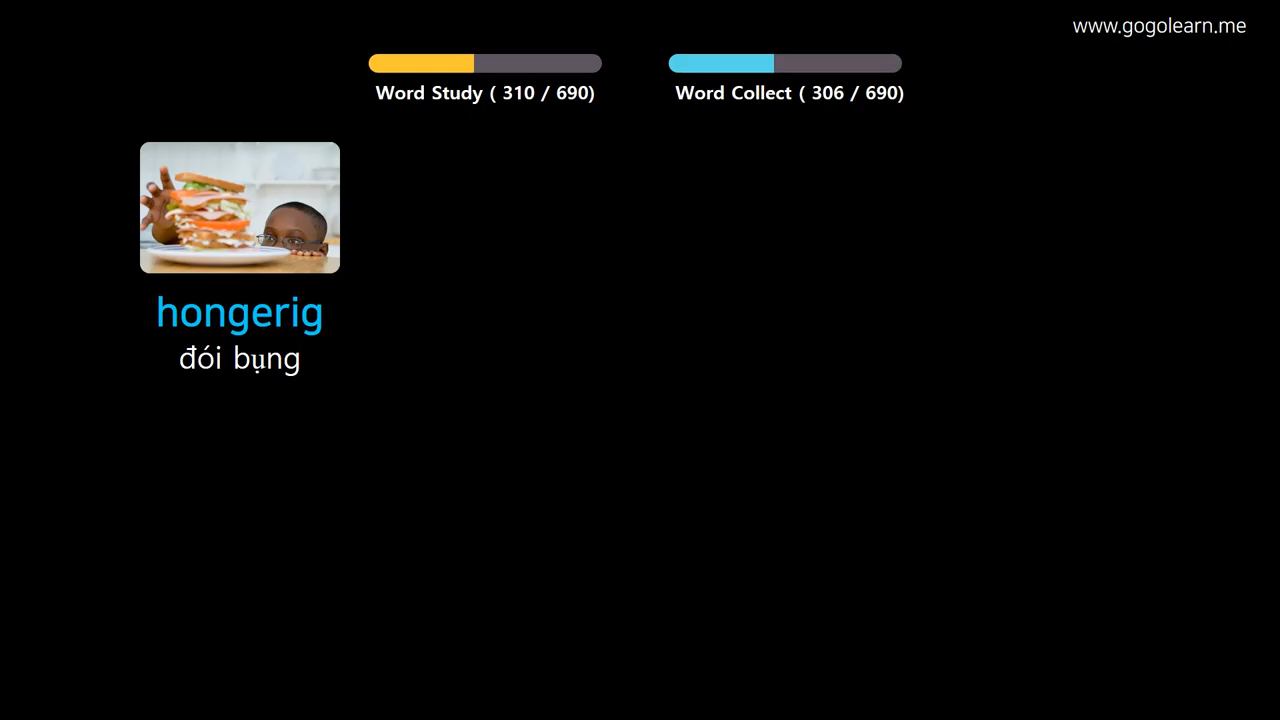 www.gogolearn.me
Word Study ( 310 / 690)
Word Collect ( 306 / 690)
hongerig
đói bụng